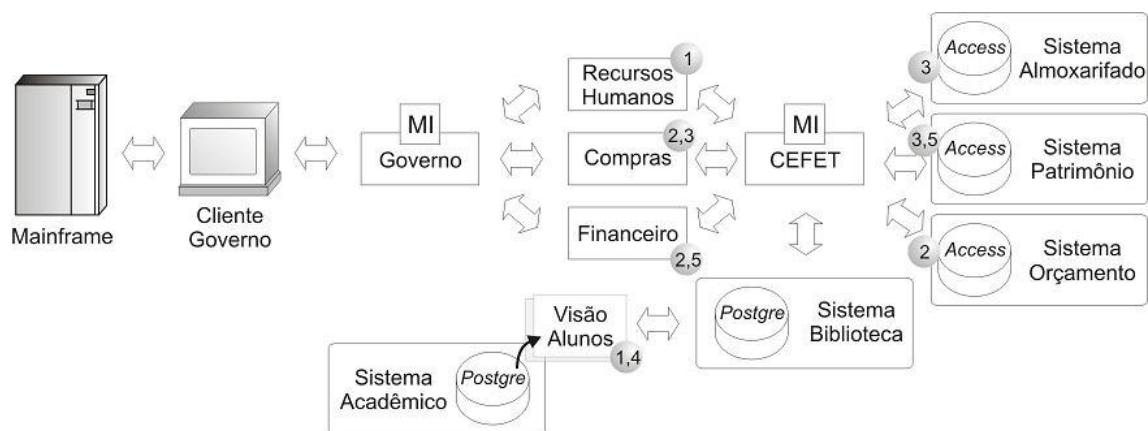 Mainframe
Cliente
Governo
MI
Governo
Recursos
Humanos
1
Compras
2,3
Financeiro
2,5
MI
CEFET
Access
Sistema
Almoxarifado
3
Access
Sistema
Patrimônio
3,5
Access
Sistema
Orçamento
2
Postgre
Sistema
Biblioteca
Visão
Alunos
1,4
Sistema
Acadêmico
Postgre